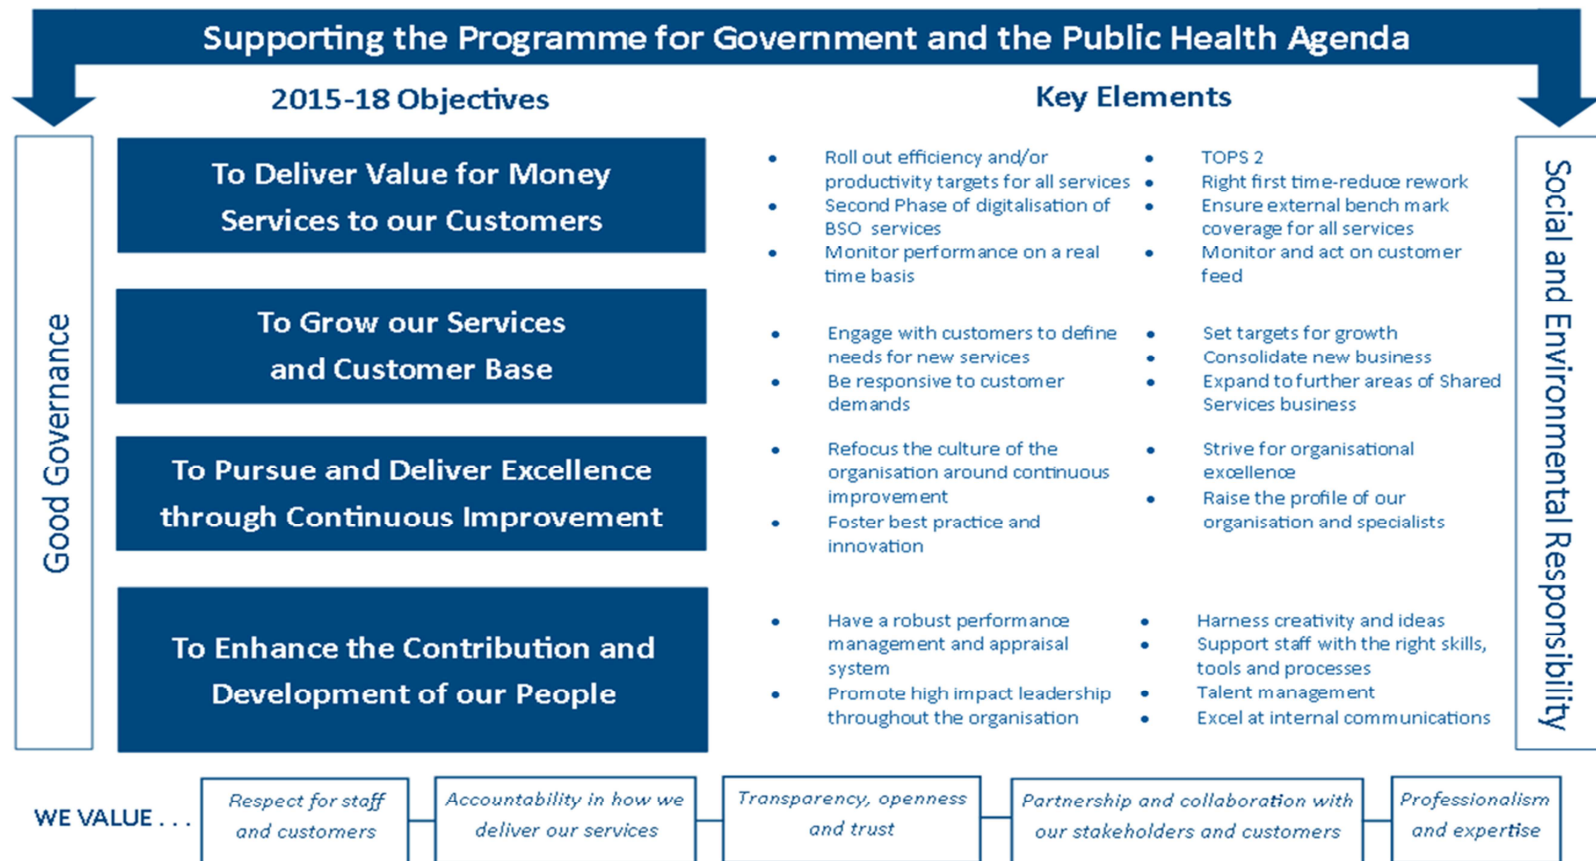 Supporting the Programme for Government and the Public Health Agenda
2015-18 Objectives
Key Elements
Good Governance
To Deliver Value for Money
Services to our Customers
• Roll out efficiency and/or
productivity targets for all services
• Second Phase of digitalisation of
BSO services
• Monitor performance on a real
time basis
• TOPS 2
• Right first time-reduce rework
• Ensure external bench mark
coverage for all services
• Monitor and act on customer
feed
To Grow our Services
and Customer Base
• Engage with customers to define
needs for new services
• Be responsive to customer
demands
• Set targets for growth
• Consolidate new business
• Expand to further areas of Shared
Services business
To Pursue and Deliver Excellence
through Continuous Improvement
• Refocus the culture of the
organisation around continuous
improvement
• Foster best practice and
innovation
• Strive for organisational
excellence
• Raise the profile of our
organisation and specialists
To Enhance the Contribution and
Development of our People
• Have a robust performance
management and appraisal
system
• Promote high impact leadership
throughout the organisation
• Harness creativity and ideas
• Support staff with the right skills,
tools and processes
• Talent management
• Excel at internal communications
Social and Environmental Responsibility
WE VALUE . . .
Respect for staff
and customers
Accountability in how we
deliver our services
Transparency, openness
and trust
Partnership and collaboration with
our stakeholders and customers
Professionalism
and expertise